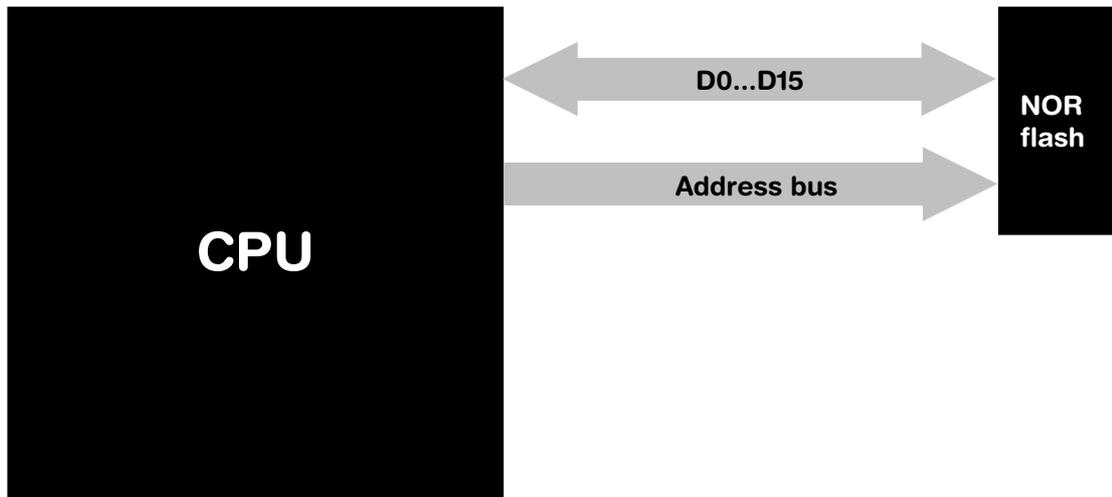 D0...D15
NOR
flash
Address bus
CPU